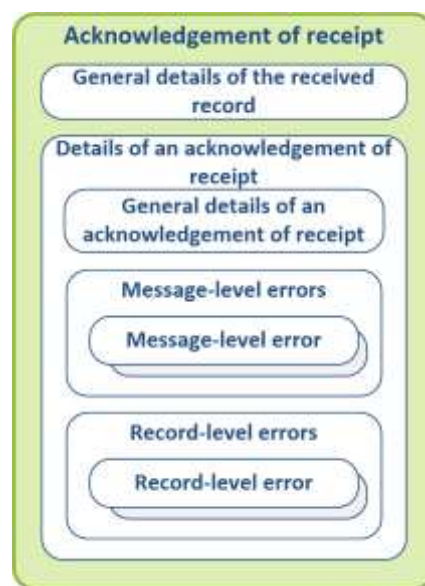 Acknowledgement of receipt
General details of the received
record
Details of an acknowledgement of
receipt
General details of an
acknowledgement of receipt
Message-level errors
Message-level error
Record-level errors
Record-level error